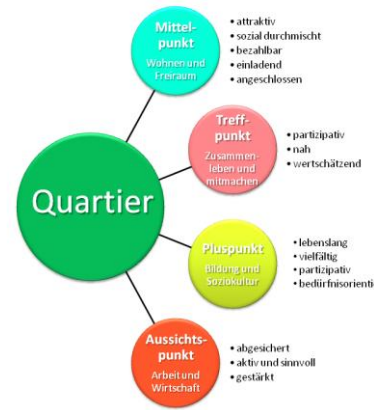 Mittel-
punkt
Wohnen und
Freiraum
• attraktiv
• sozial durchmischt
• bezahlbar
• einladend
• angeschlossen
Treff-
punkt
Zusammen-
leben und
mitmachen
• partizipativ
• nah
• wertschätzend
Quartier
Pluspunkt
Bildung und
Soziokultur
• lebenslang
• vielfältig
• partizipativ
• bedürfnisorienti
Aussichts-
punkt
Arbeit und
Wirtschaft
• abgesichert
• aktiv und sinnvoll
• gestärkt